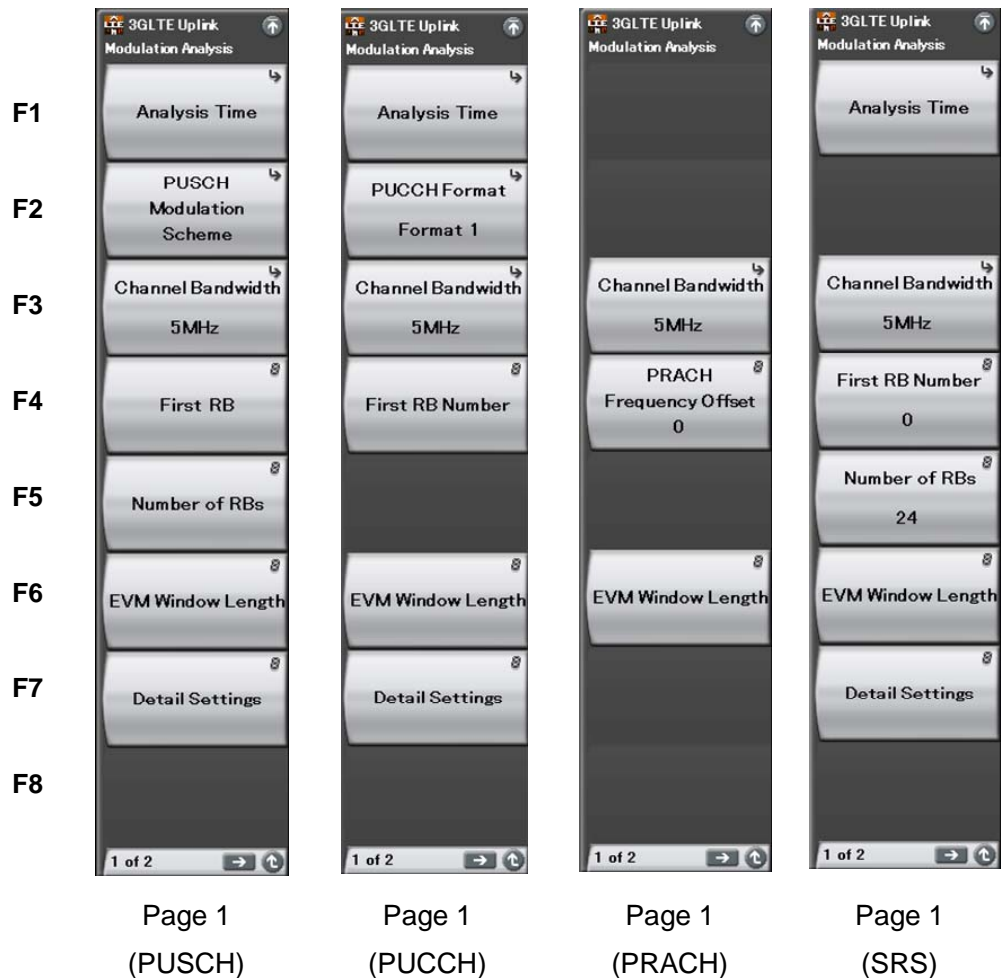 3GLTE Uplink
Modulation Analysis
F1
Analysis Time
F2
PUSCH
Modulation
Scheme
F3
Channel Bandwidth
5MHz
F4
First RB
F5
Number of RBs
F6
EVM Window Length
F7
Detail Settings
F8
1 of 2
Page 1
(PUSCH)
3GLTE Uplink
Modulation Analysis
Analysis Time
PUCCH Format
Format 1
Channel Bandwidth
5MHz
First RB Number
EVM Window Length
Detail Settings
1 of 2
Page 1
(PUCCH)
3GLTE Uplink
Modulation Analysis
Channel Bandwidth
5MHz
PRACH
Frequency Offset
0
EVM Window Length
1 of 2
Page 1
(PRACH)
3GLTE Uplink
Modulation Analysis
Analysis Time
Channel Bandwidth
5MHz
First RB Number
0
Number of RBs
24
EVM Window Length
Detail Settings
1 of 2
Page 1
(SRS)